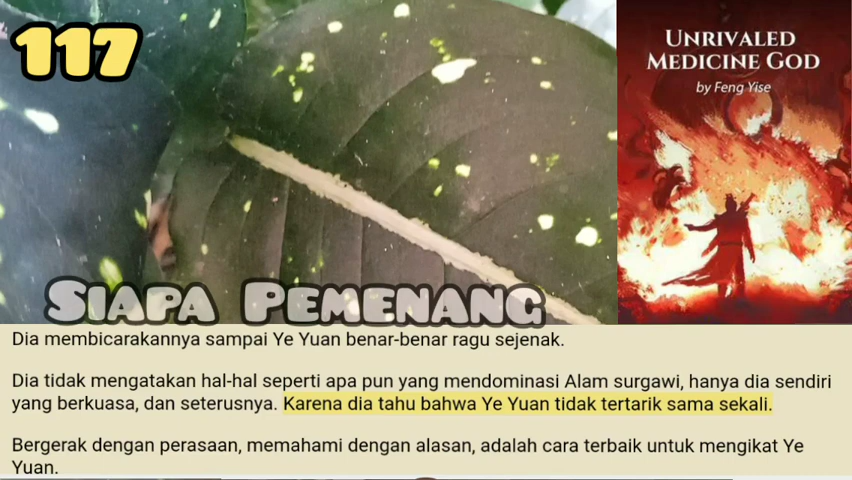 117
UNRIVALED
MEDICINE GOD
by Feng Yise
SIAPA PEMENANG
Dia membicarakannya sampai Ye Yuan benar-benar ragu sejenak.
Dia tidak mengatakan hal-hal seperti apa pun yang mendominasi Alam surgawi, hanya dia sendiri
yang berkuasa, dan seterusnya. Karena dia tahu bahwa Ye Yuan tidak tertarik sama sekali.
Bergerak dengan perasaan, memahami dengan alasan, adalah cara terbaik untuk mengikat Ye
Yuan.